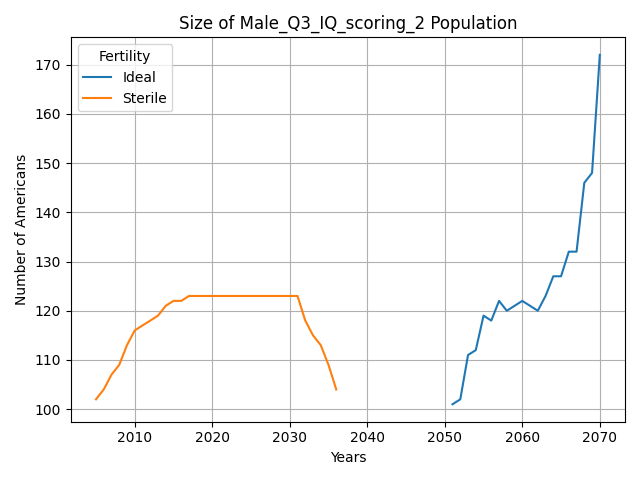 Size of Male_Q3_IQ_scoring_2 Population
Fertility
Ideal
Sterile
Number of Americans
170
160
150
140
130
120
110
100
2010 2020 2030 2040 2050 2060 2070
Years